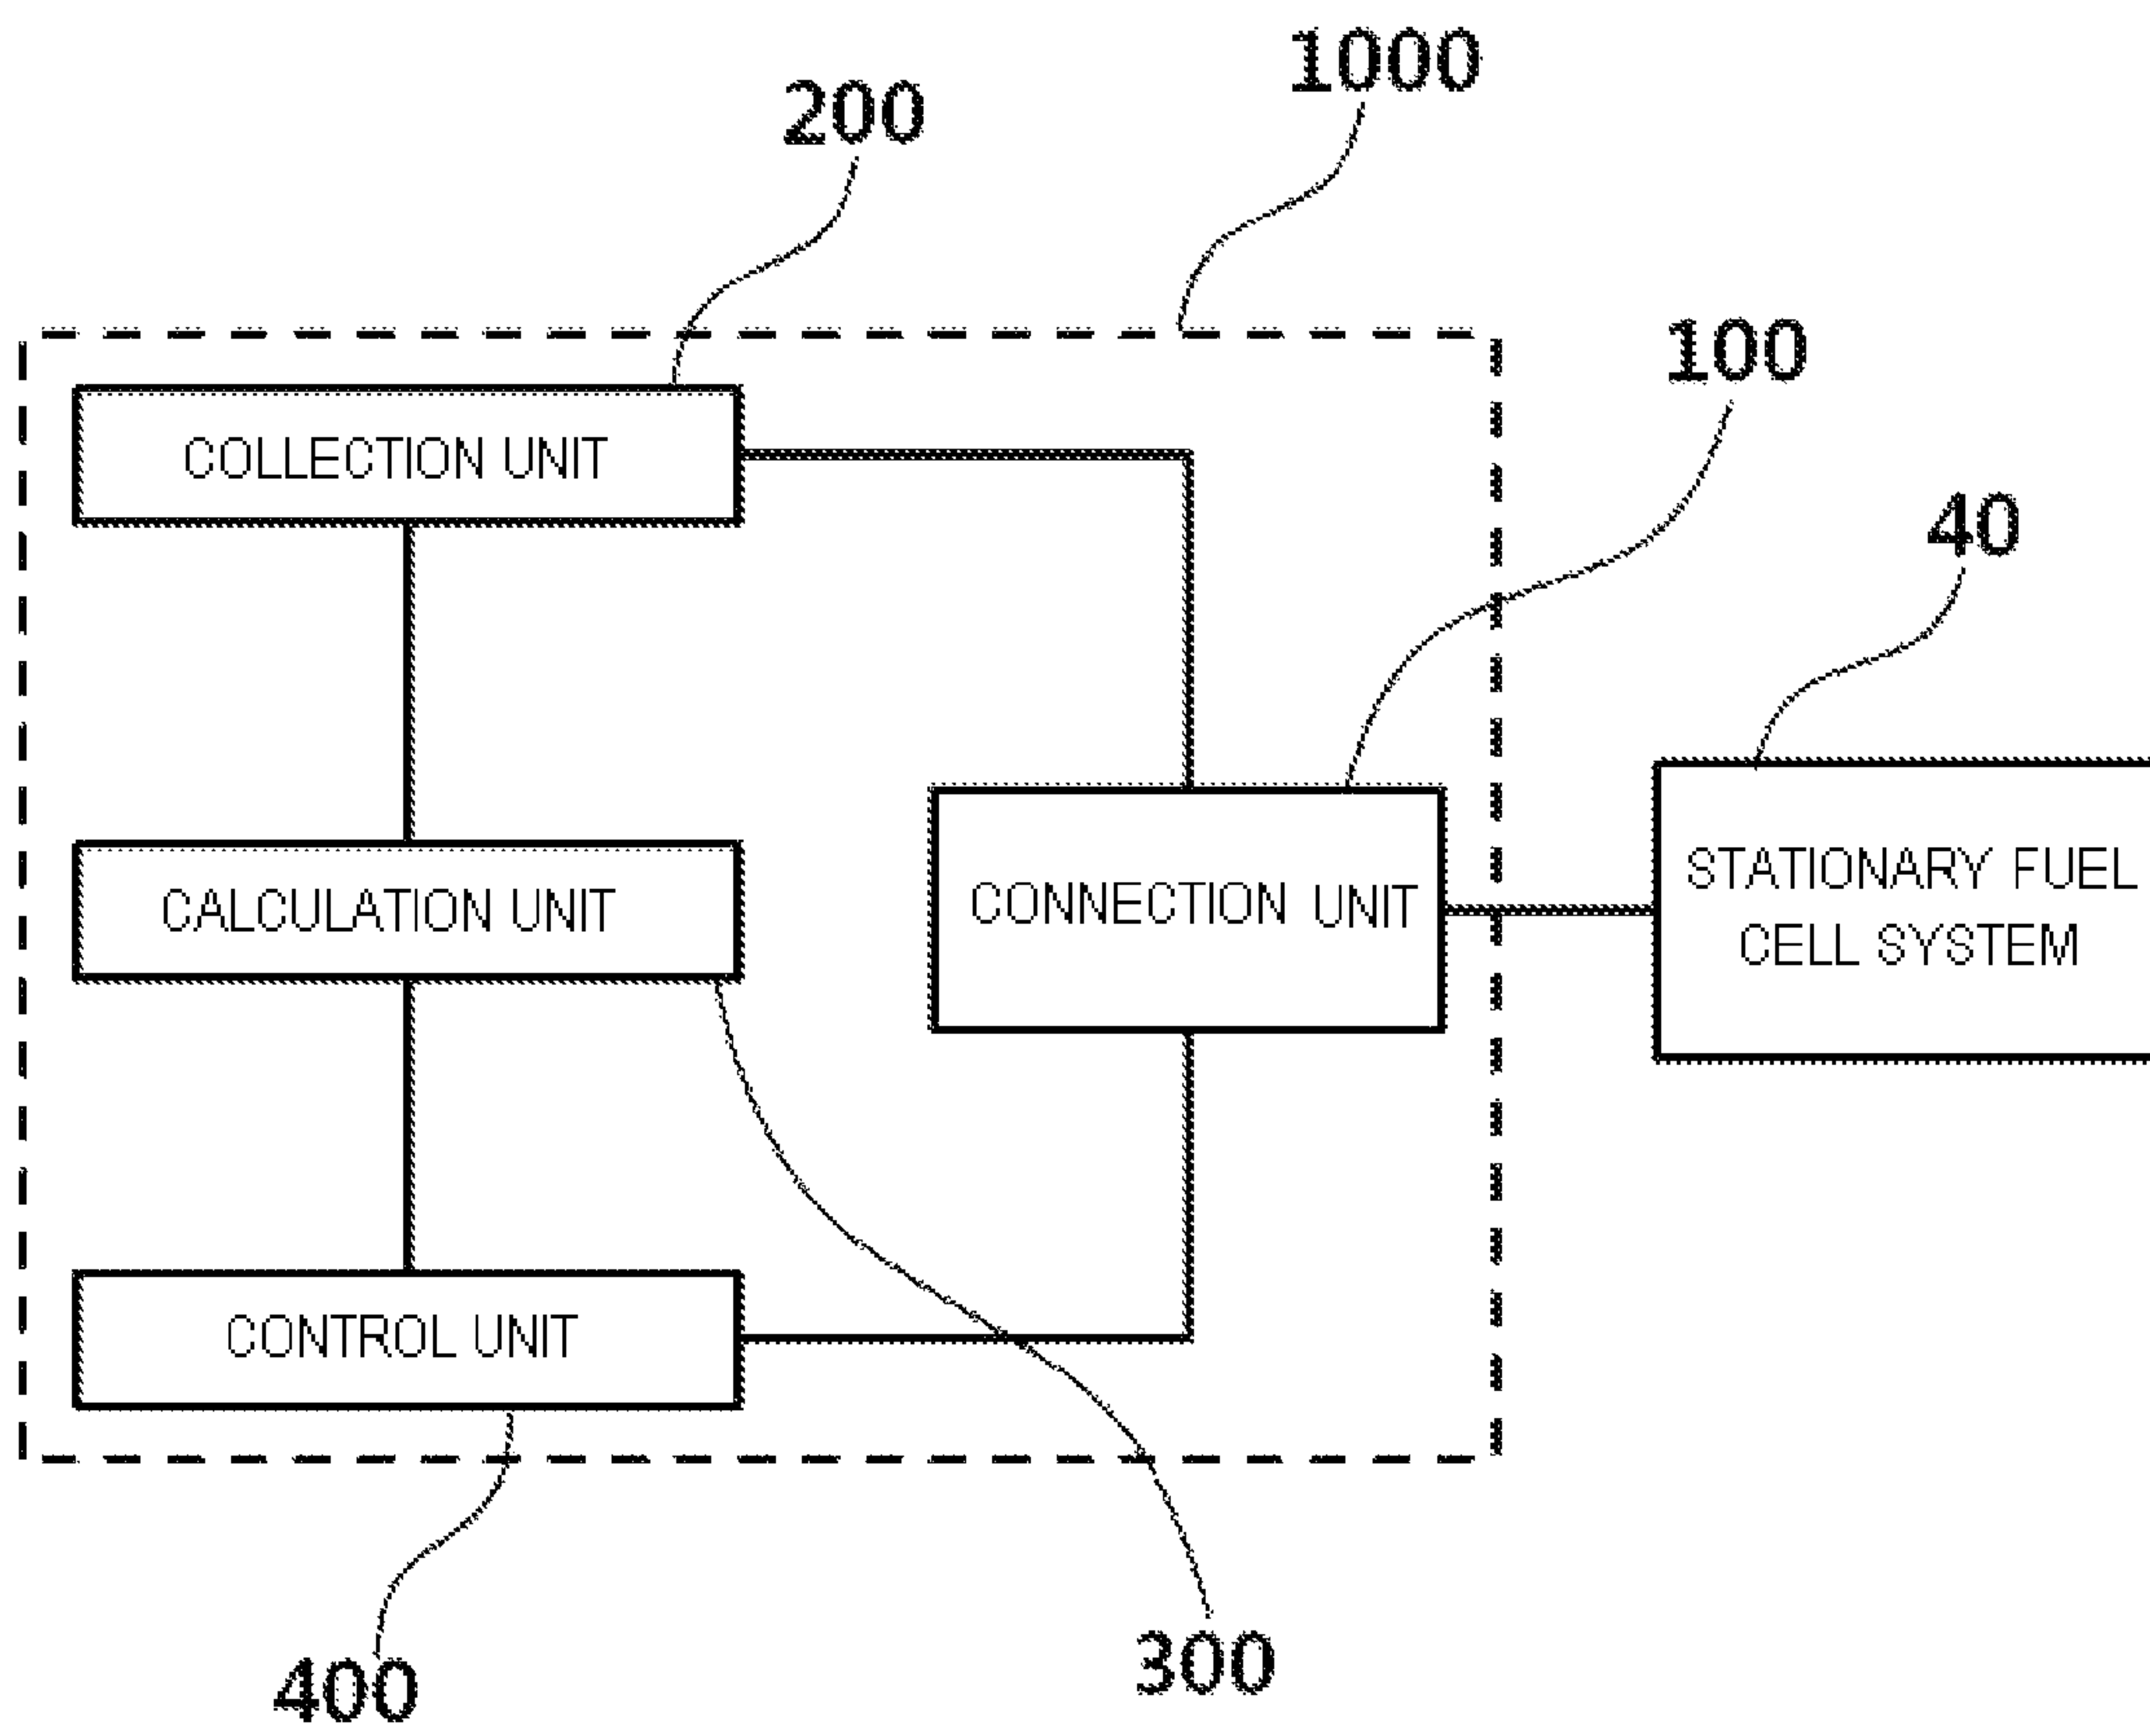 1000
200
100
COLLECTION UNIT
40
STATIONARY FUEL
CALCULATION UNIT
CONNECTION UNIT
CELL SYSTEM
CONTROL UNIT
300
400